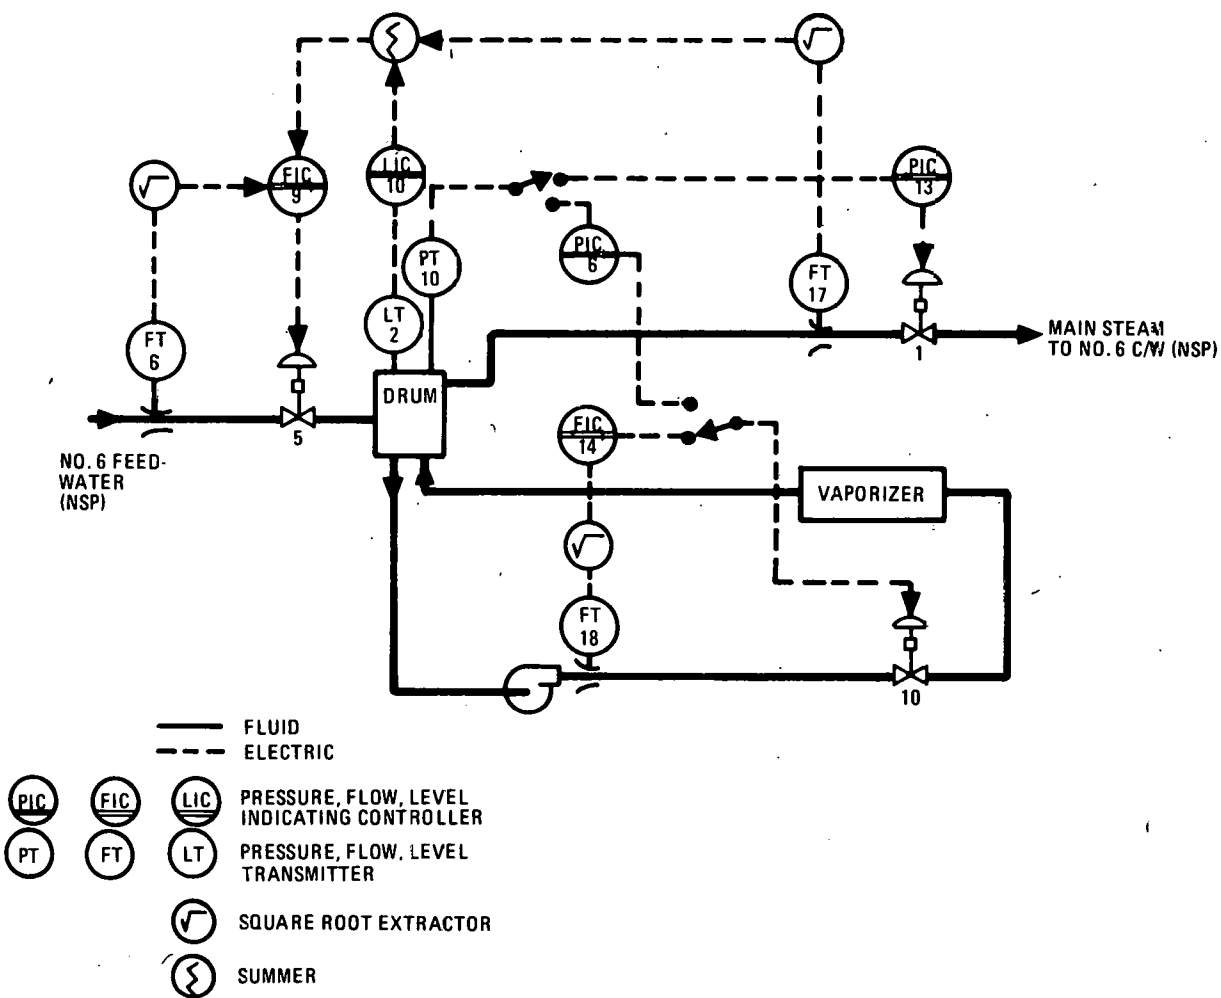 √
√
FIC
9
LIC
10
PIC
13
PT
10
PIC
6
FT
17
LT
2
FT
6
MAIN STEAM
TO NO. 6 C/W (NSP)
1
DRUM
5
FIC
14
NO. 6 FEED-
WATER
(NSP)
VAPORIZER
√
FT
18
10
FLUID
ELECTRIC
PIC
FIC
LIC
PRESSURE, FLOW, LEVEL
INDICATING CONTROLLER
PT
FT
LT
PRESSURE, FLOW, LEVEL
TRANSMITTER
√
SQUARE ROOT EXTRACTOR
SUMMER